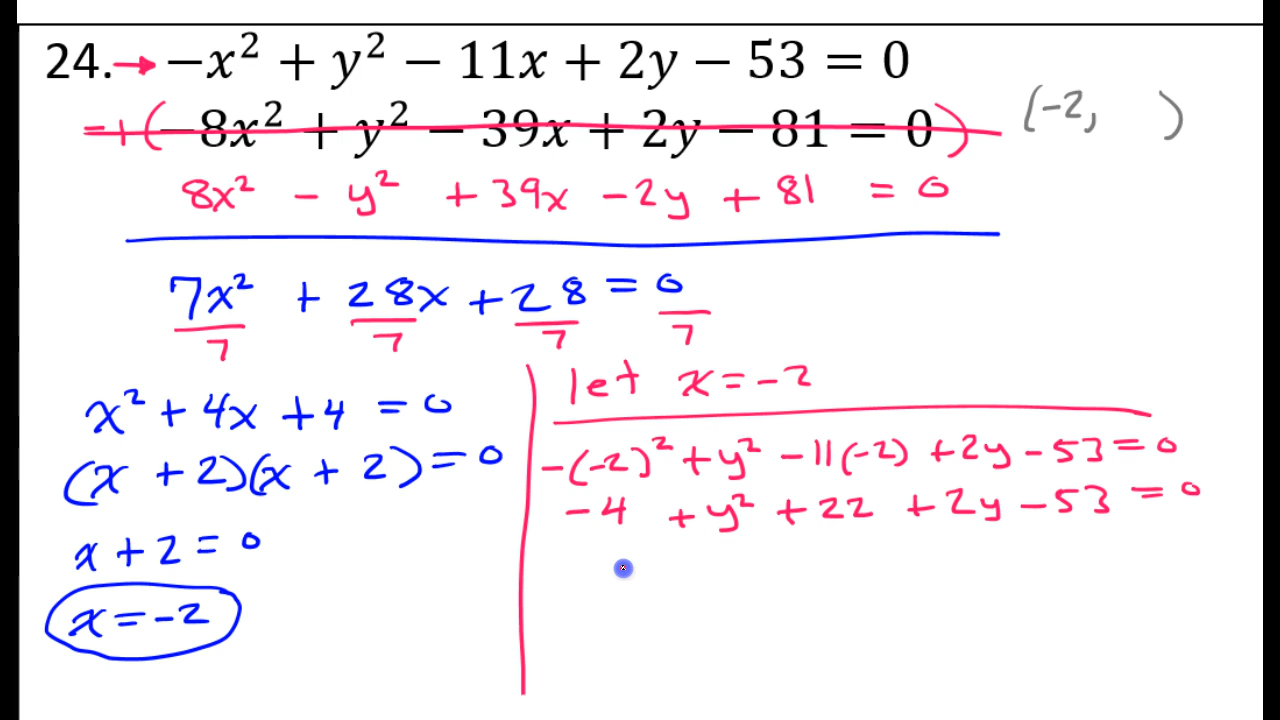 24. → −x² + y² − 11x + 2y − 53 = 0
−1(−8x² + y² − 39x + 2y − 81 = 0)
(-2,    )
8x² − y² + 39x − 2y + 81 = 0
7x² + 28x + 28 = 0
7 7 7 7
let x = -2
x² + 4x + 4 = 0
(x + 2)(x + 2) = 0
x + 2 = 0
x = -2
-(-2)² + y² − 11(-2) + 2y − 53 = 0
-4 + y² + 22 + 2y − 53 = 0